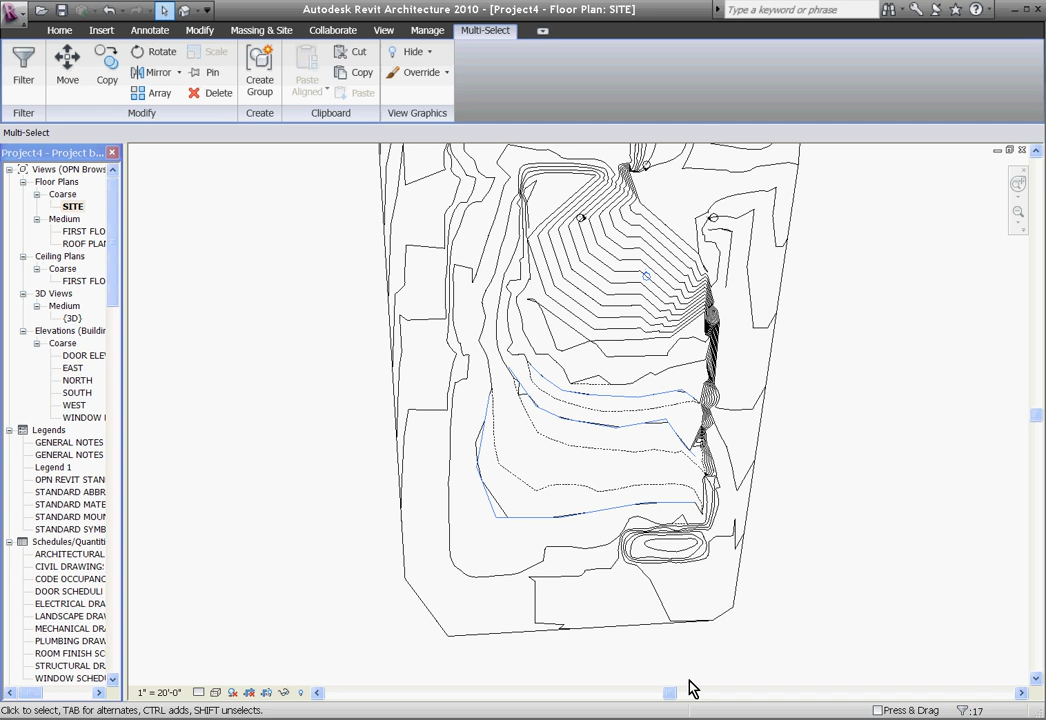 Autodesk Revit Architecture 2010 - [Project4 - Floor Plan: SITE]
Type a keyword or phrase
Home Insert Annotate Modify Massing & Site Collaborate View Manage Multi-Select
Filter Move Copy Rotate Scale Mirror Pin Array Delete
Create Group
Paste Aligned Cut Copy Paste
Hide Override
Filter Modify Create Clipboard View Graphics
Multi-Select
Project4 - Project b...
Views (OPN Brows
Floor Plans
Coarse
SITE
Medium
FIRST FLO
ROOF PLAN
Ceiling Plans
Coarse
FIRST FLO
3D Views
Medium
{3D}
Elevations (Buildin
Coarse
DOOR ELE
EAST
NORTH
SOUTH
WEST
WINDOW
Legends
GENERAL NOTES
GENERAL NOTES
Legend 1
OPN REVIT STAN
STANDARD ABBR
STANDARD MATE
STANDARD MOUN
STANDARD SYMB
Schedules/Quantiti
ARCHITECTURAL
CIVIL DRAWINGS
CODE OCCUPANC
DOOR SCHEDULI
ELECTRICAL DRA
LANDSCAPE DRAW
MECHANICAL DR
PLUMBING DRAW
ROOM FINISH SC
STRUCTURAL DR
WINDOW SCHED
1" = 20'-0"
Click to select, TAB for alternates, CTRL adds, SHIFT unselects.
Press & Drag
:17